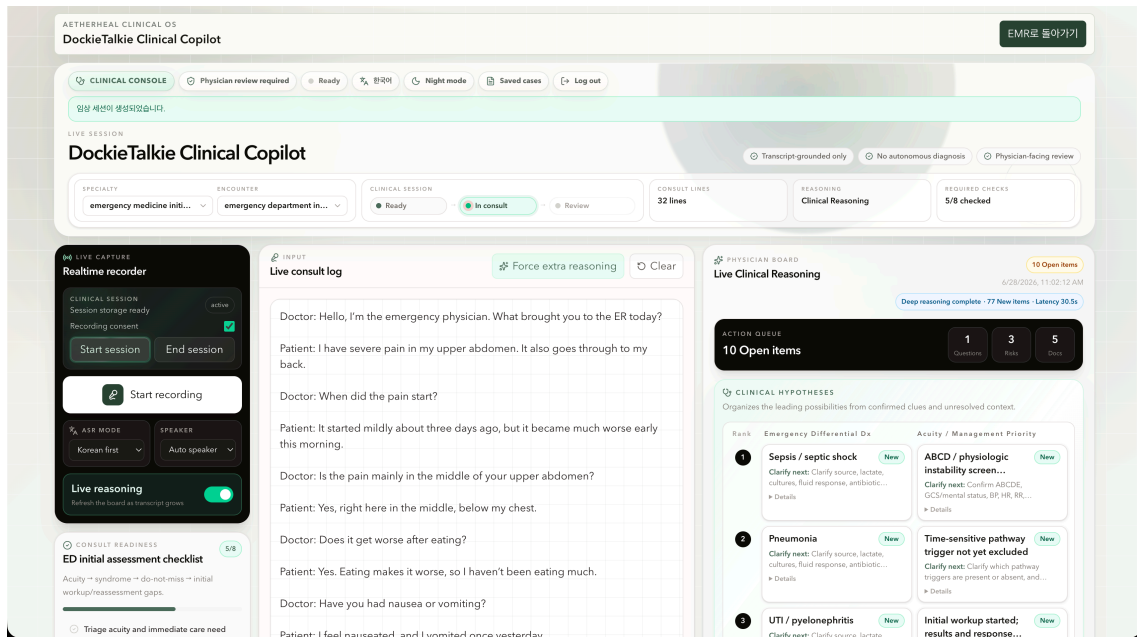 AETHERHEAL CLINICAL OS
DockieTalkie Clinical Copilot
EMR로 돌아가기
CLINICAL CONSOLE
Physician review required
Ready
한국어
Night mode
Saved cases
Log out
임상 세션이 생성되었습니다.
LIVE SESSION
DockieTalkie Clinical Copilot
Transcript-grounded only
No autonomous diagnosis
Physician-facing review
SPECIALTY
emergency medicine initi...
ENCOUNTER
emergency department in...
CLINICAL SESSION
Ready
In consult
Review
CONSULT LINES
32 lines
REASONING
Clinical Reasoning
REQUIRED CHECKS
5/8 checked
LIVE CAPTURE
Realtime recorder
CLINICAL SESSION
Session storage ready
active
Recording consent
Start session
End session
Start recording
ASR MODE
Korean first
SPEAKER
Auto speaker
Live reasoning
Refresh the board as transcript grows
CONSULT READINESS
5/8
ED initial assessment checklist
Acuity → syndrome → do-not-miss → initial
workup/reassessment gaps.
Triage acuity and immediate care need
INPUT
Live consult log
Force extra reasoning
Clear
Doctor: Hello, I'm the emergency physician. What brought you to the ER today?
Patient: I have severe pain in my upper abdomen. It also goes through to my
back.
Doctor: When did the pain start?
Patient: It started mildly about three days ago, but it became much worse early
this morning.
Doctor: Is the pain mainly in the middle of your upper abdomen?
Patient: Yes, right here in the middle, below my chest.
Doctor: Does it get worse after eating?
Patient: Yes. Eating makes it worse, so I haven't been eating much.
Doctor: Have you had nausea or vomiting?
Patient: I feel nauseated, and I vomited once yesterday.
PHYSICIAN BOARD
Live Clinical Reasoning
10 Open items
6/28/2026, 11:02:12 AM
Deep reasoning complete · 77 New items · Latency 30.5s
ACTION QUEUE
10 Open items
1
Questions
3
Risks
5
Docs
CLINICAL HYPOTHESES
Organizes the leading possibilities from confirmed clues and unresolved context.
Rank
Emergency Differential Dx
Acuity / Management Priority
1
Sepsis / septic shock
New
Clarify next: Clarify source, lactate,
cultures, fluid response, antibiotic...
Details
ABCD / physiologic
instability screen...
New
Clarify next: Confirm ABCDE,
GCS/mental status, BP, HR, RR,...
Details
2
Pneumonia
New
Clarify next: Clarify source, lactate,
cultures, fluid response, antibiotic...
Details
Time-sensitive pathway
trigger not yet excluded
New
Clarify next: Clarify which pathway
triggers are present or absent, and...
Details
3
UTI / pyelonephritis
New
Clarify next: Clarify source, lactate,
Initial workup started;
results and response...
New